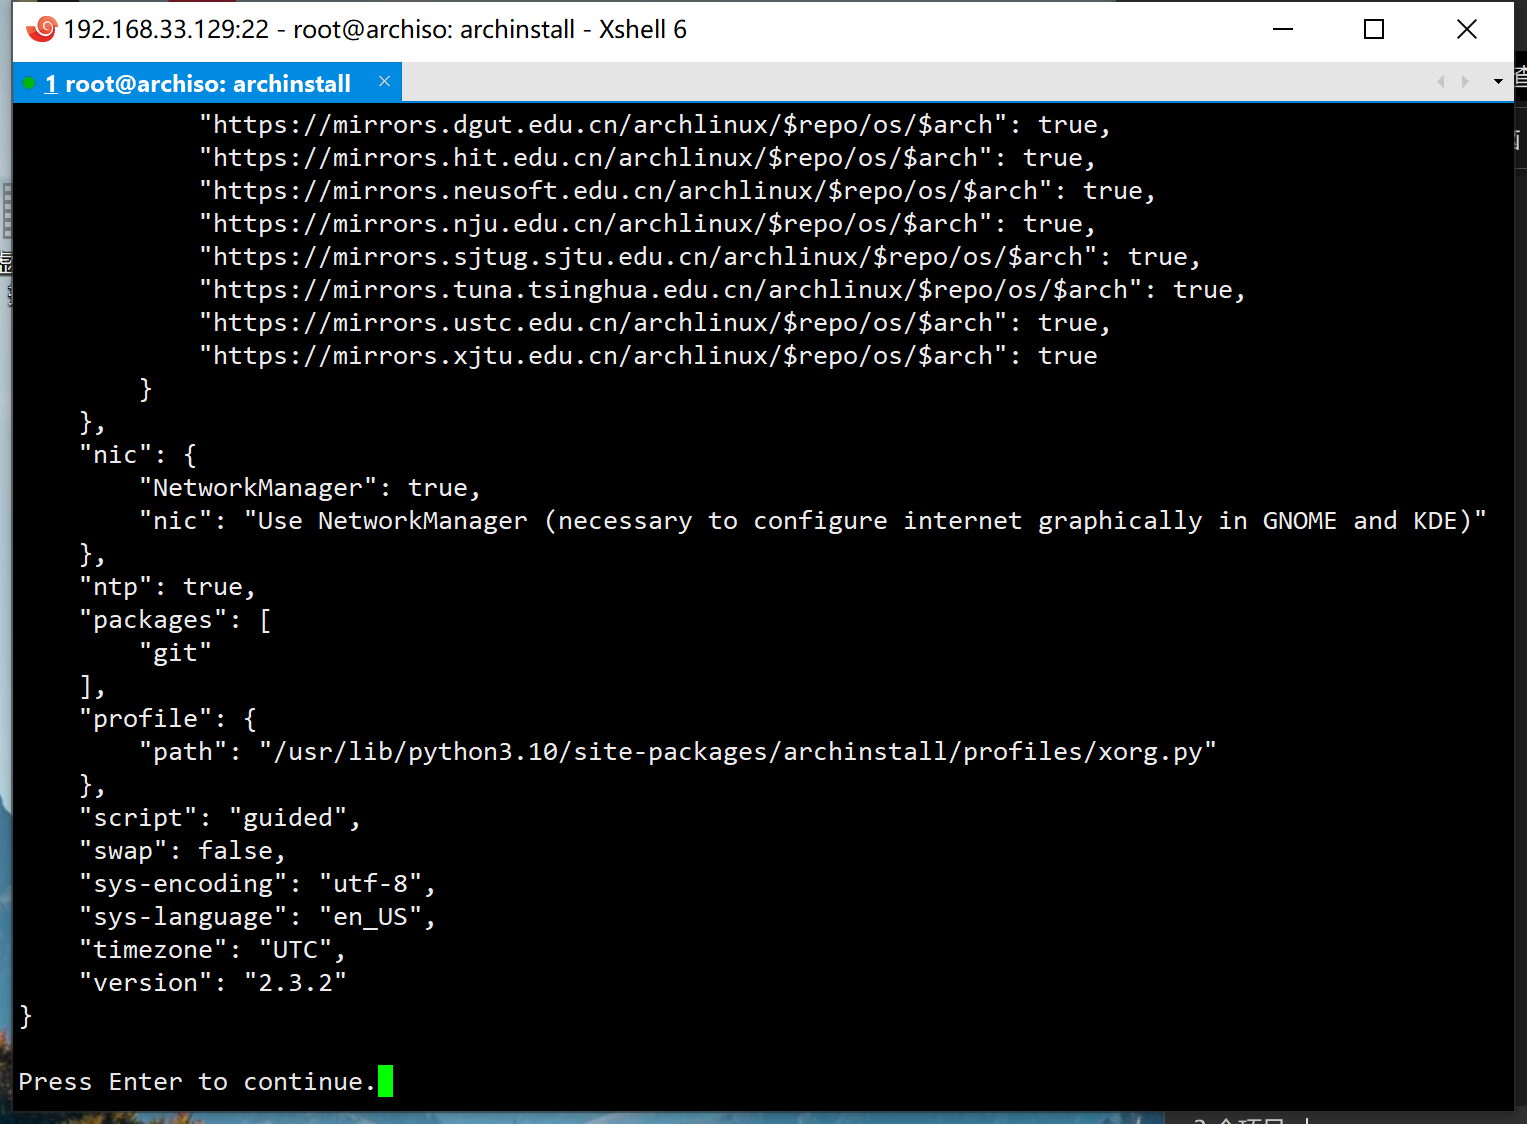 192.168.33.129:22 - root@archiso: archinstall - Xshell 6
1 root@archiso: archinstall
"https://mirrors.dgut.edu.cn/archlinux/$repo/os/$arch": true,
"https://mirrors.hit.edu.cn/archlinux/$repo/os/$arch": true,
"https://mirrors.neusoft.edu.cn/archlinux/$repo/os/$arch": true,
"https://mirrors.nju.edu.cn/archlinux/$repo/os/$arch": true,
"https://mirrors.sjtug.sjtu.edu.cn/archlinux/$repo/os/$arch": true,
"https://mirrors.tuna.tsinghua.edu.cn/archlinux/$repo/os/$arch": true,
"https://mirrors.ustc.edu.cn/archlinux/$repo/os/$arch": true,
"https://mirrors.xjtu.edu.cn/archlinux/$repo/os/$arch": true
}
},
"nic": {
"NetworkManager": true,
"nic": "Use NetworkManager (necessary to configure internet graphically in GNOME and KDE)"
},
"ntp": true,
"packages": [
"git"
],
"profile": {
"path": "/usr/lib/python3.10/site-packages/archinstall/profiles/xorg.py"
},
"script": "guided",
"swap": false,
"sys-encoding": "utf-8",
"sys-language": "en_US",
"timezone": "UTC",
"version": "2.3.2"
}
Press Enter to continue.